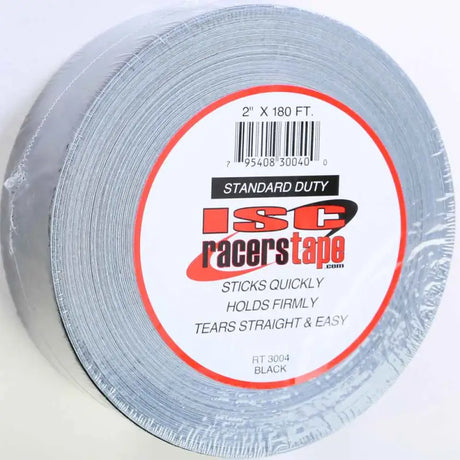 2" X 180 FT.
7 95408 30040 0
STANDARD DUTY
ISC
racerstape
.com
STICKS QUICKLY
HOLDS FIRMLY
TEARS STRAIGHT & EASY
RT 3004
BLACK